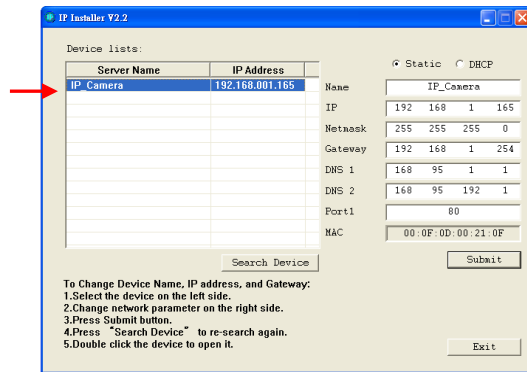 IP Installer V2.2
Device lists:
Server Name IP Address
IP_Camera 192.168.001.165
Static DHCP
Name IP_Camera
IP 192 168 1 165
Netmask 255 255 255 0
Gateway 192 168 1 254
DNS 1 168 95 1 1
DNS 2 168 95 192 1
Port1 80
MAC 00:0F:0D:00:21:0F
Search Device
Submit
To Change Device Name, IP address, and Gateway:
1.Select the device on the left side.
2.Change network parameter on the right side.
3.Press Submit button.
4.Press “Search Device” to re-search again.
5.Double click the device to open it.
Exit